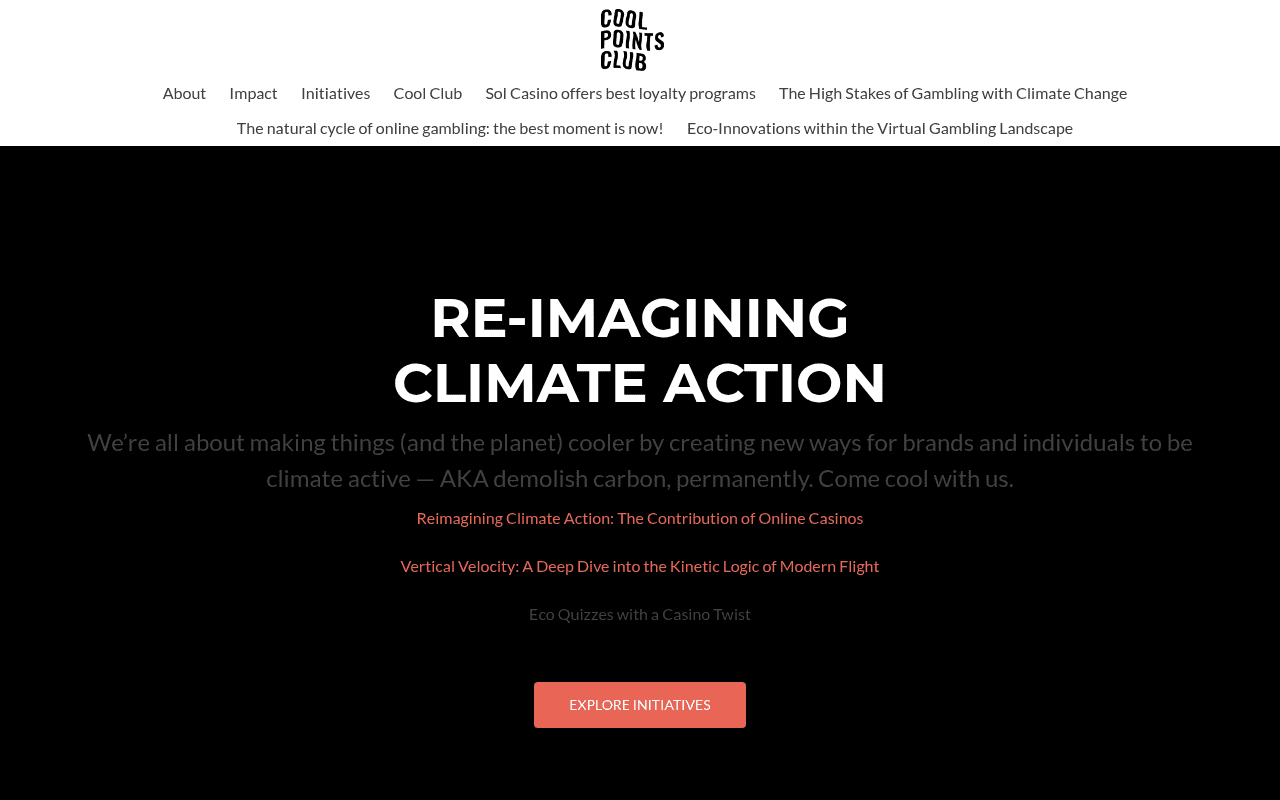 COOL
POINTS
CLUB
About Impact Initiatives Cool Club Sol Casino offers best loyalty programs The High Stakes of Gambling with Climate Change
The natural cycle of online gambling: the best moment is now! Eco-Innovations within the Virtual Gambling Landscape
RE-IMAGINING
CLIMATE ACTION
We’re all about making things (and the planet) cooler by creating new ways for brands and individuals to be
climate active — AKA demolish carbon, permanently. Come cool with us.
Reimagining Climate Action: The Contribution of Online Casinos
Vertical Velocity: A Deep Dive into the Kinetic Logic of Modern Flight
Eco Quizzes with a Casino Twist
EXPLORE INITIATIVES